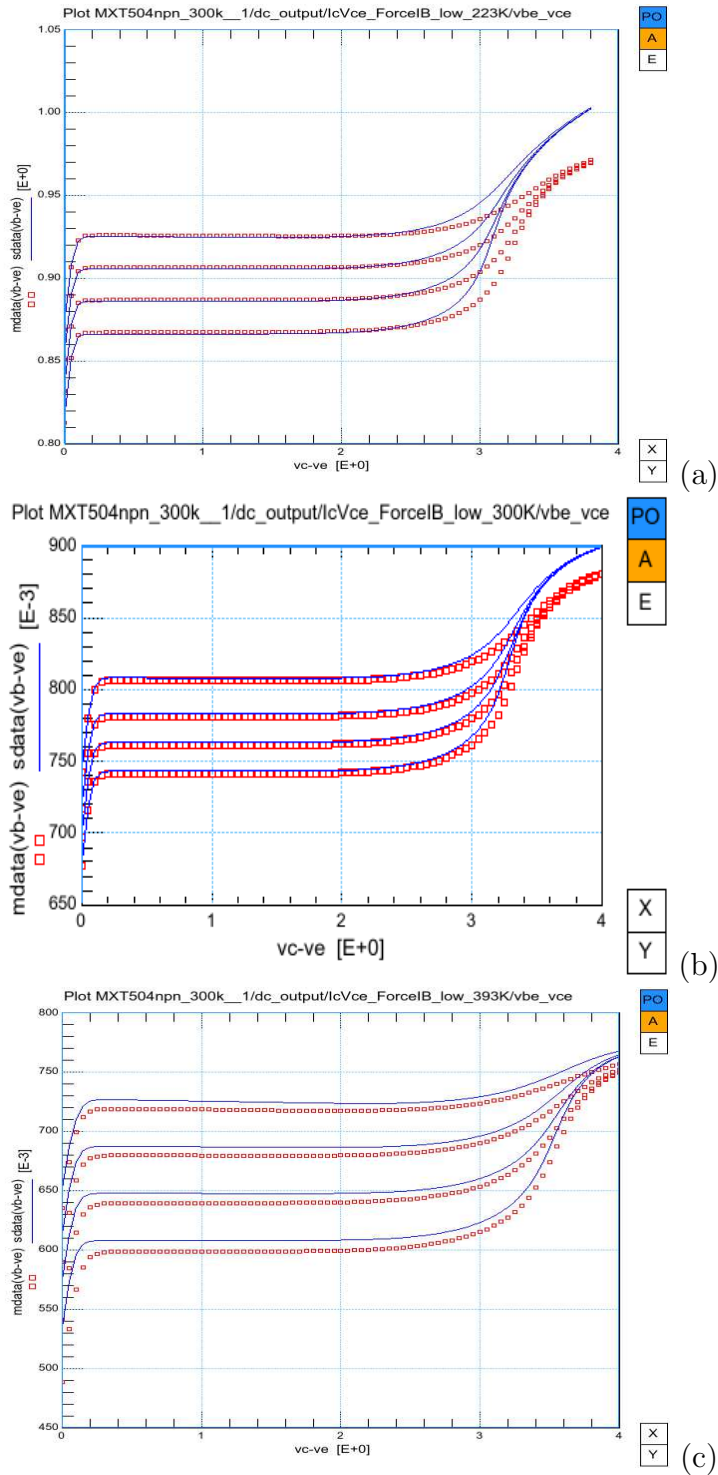 Plot MXT504npn_300k__1/dc_output/IcVce_ForceIB_low_223K/vbe_vce
PO
A
E
1.05
1.00
0.95
0.90
0.85
0.80
mdata(vb-ve) sdata(vb-ve) [E+0]
0 1 2 3 4
vc-ve [E+0]
X
Y
(a)
Plot MXT504npn_300k__1/dc_output/IcVce_ForceIB_low_300K/vbe_vce
PO
A
E
900
850
800
750
700
650
mdata(vb-ve) sdata(vb-ve) [E-3]
0 1 2 3 4
vc-ve [E+0]
X
Y
(b)
Plot MXT504npn_300k__1/dc_output/IcVce_ForceIB_low_393K/vbe_vce
PO
A
E
800
750
700
650
600
550
500
450
mdata(vb-ve) sdata(vb-ve) [E-3]
0 1 2 3 4
vc-ve [E+0]
X
Y
(c)